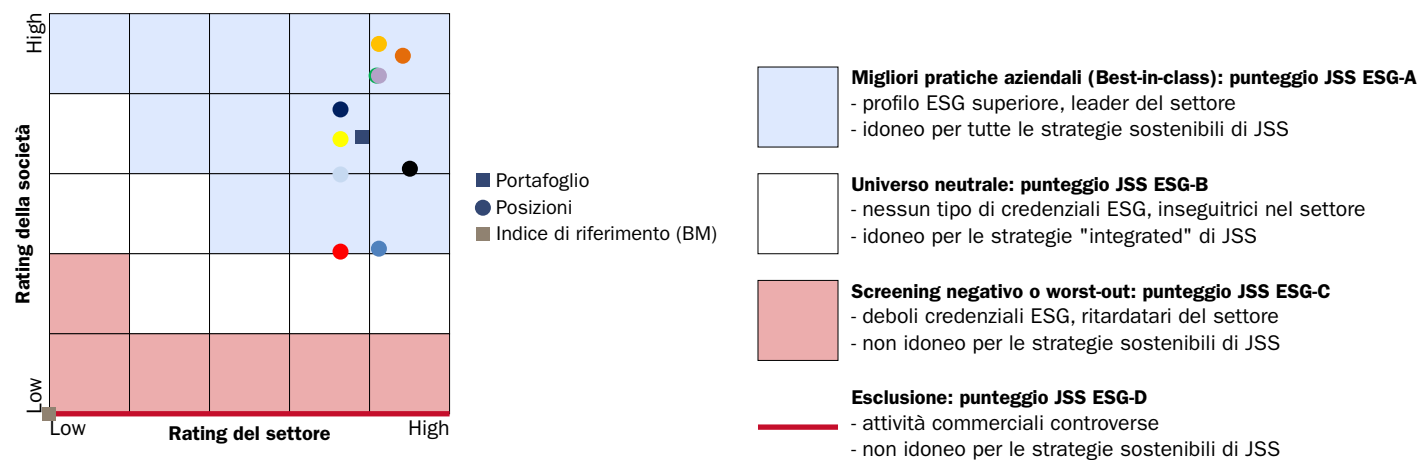 High
Rating della società
Low
Low
Rating del settore
High
Portafoglio
Posizioni
Indice di riferimento (BM)
Migliori pratiche aziendali (Best-in-class): punteggio JSS ESG-A
- profilo ESG superiore, leader del settore
- idoneo per tutte le strategie sostenibili di JSS
Universo neutrale: punteggio JSS ESG-B
- nessun tipo di credenziali ESG, inseguitrici nel settore
- idoneo per le strategie "integrated" di JSS
Screening negativo o worst-out: punteggio JSS ESG-C
- deboli credenziali ESG, ritardatari del settore
- non idoneo per le strategie sostenibili di JSS
Esclusione: punteggio JSS ESG-D
- attività commerciali controverse
- non idoneo per le strategie sostenibili di JSS